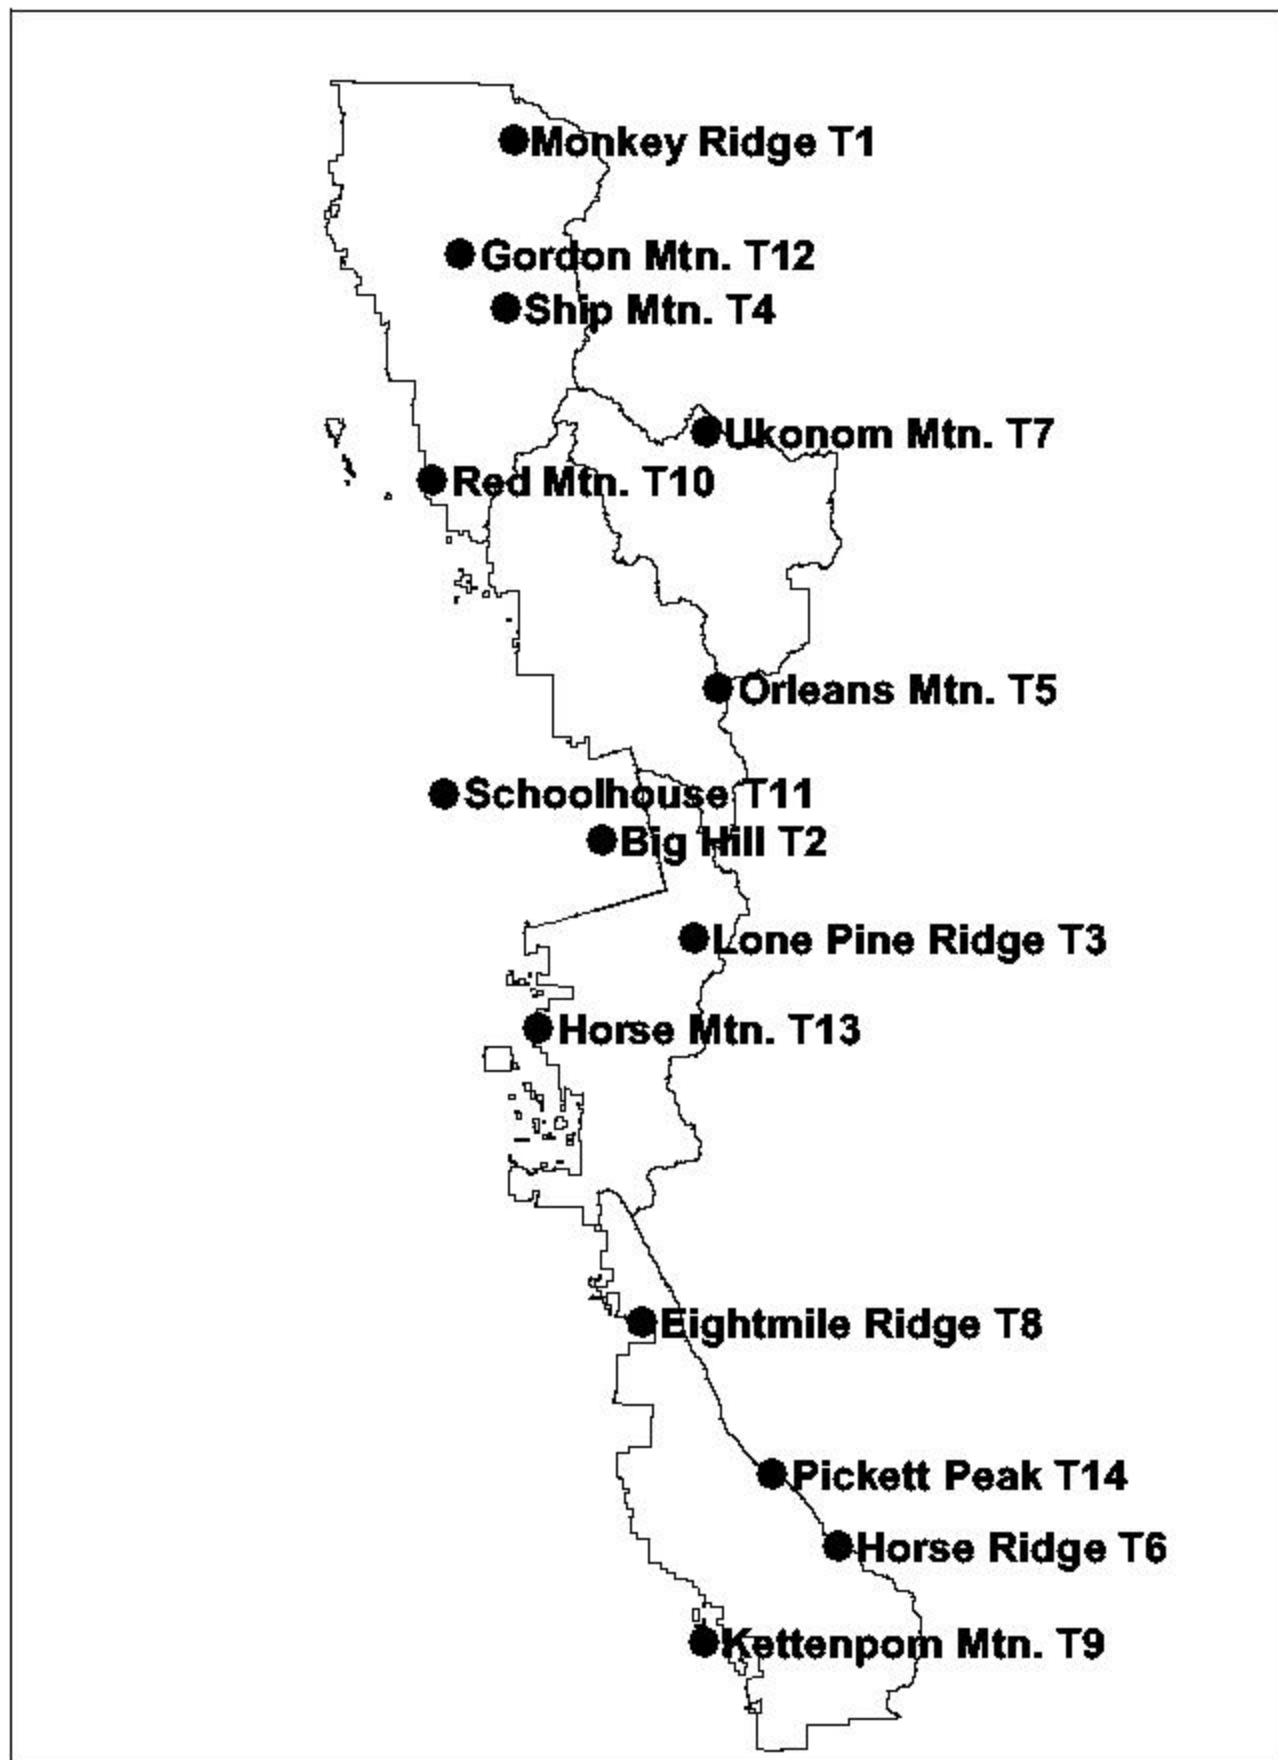 Monkey Ridge T1
Gordon Mtn. T12
Ship Mtn. T4
Ukonom Mtn. T7
Red Mtn. T10
Orleans Mtn. T5
Schoolhouse T11
Big Hill T2
Lone Pine Ridge T3
Horse Mtn. T13
Eightmile Ridge T8
Pickett Peak T14
Horse Ridge T6
Kettenpom Mtn. T9